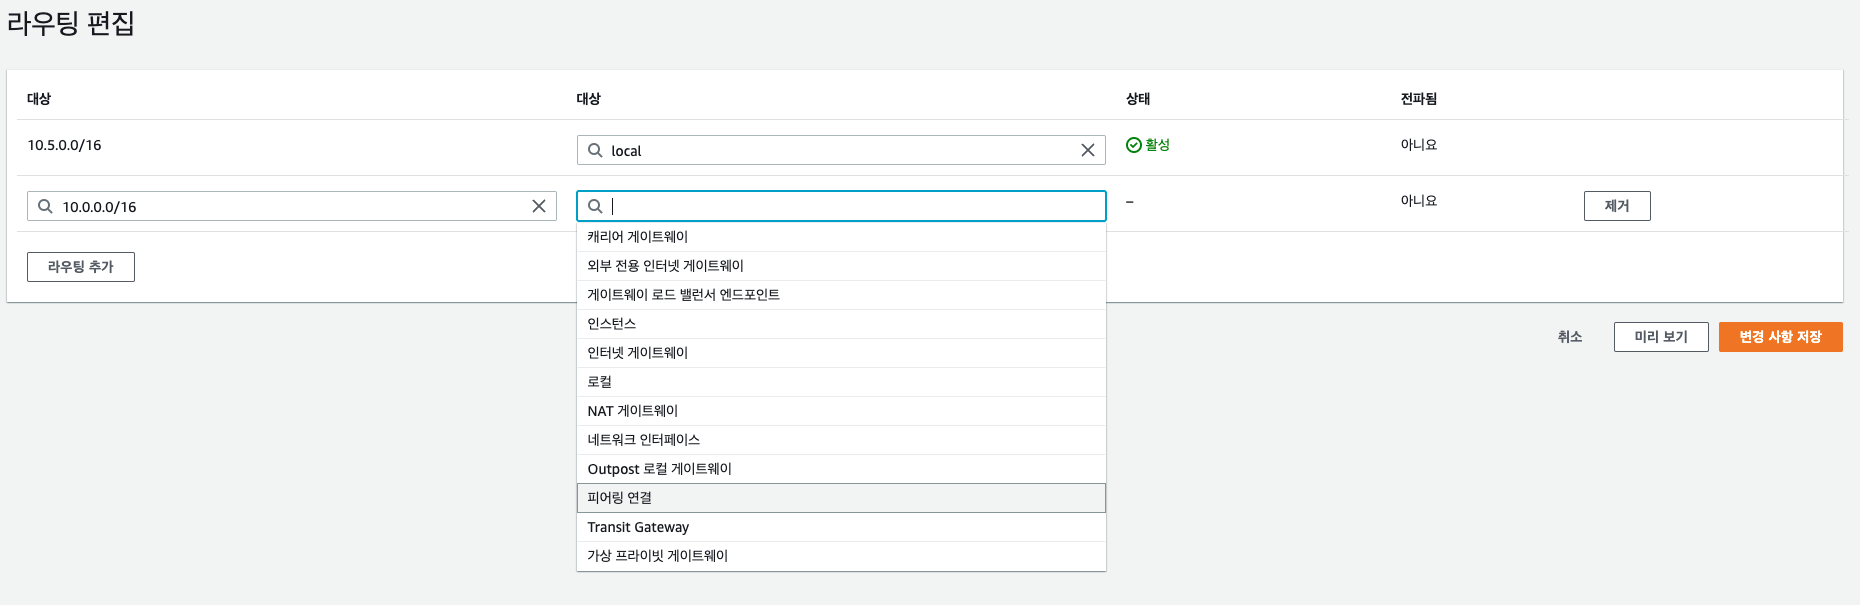 라우팅 편집
대상 대상 상태 전파됨
10.5.0.0/16 local 활성 아니요
10.0.0.0/16 – 아니요 제거
캐리어 게이트웨이
외부 전용 인터넷 게이트웨이
라우팅 추가
게이트웨이 로드 밸런서 엔드포인트
인스턴스
취소 미리 보기 변경 사항 저장
인터넷 게이트웨이
로컬
NAT 게이트웨이
네트워크 인터페이스
Outpost 로컬 게이트웨이
피어링 연결
Transit Gateway
가상 프라이빗 게이트웨이